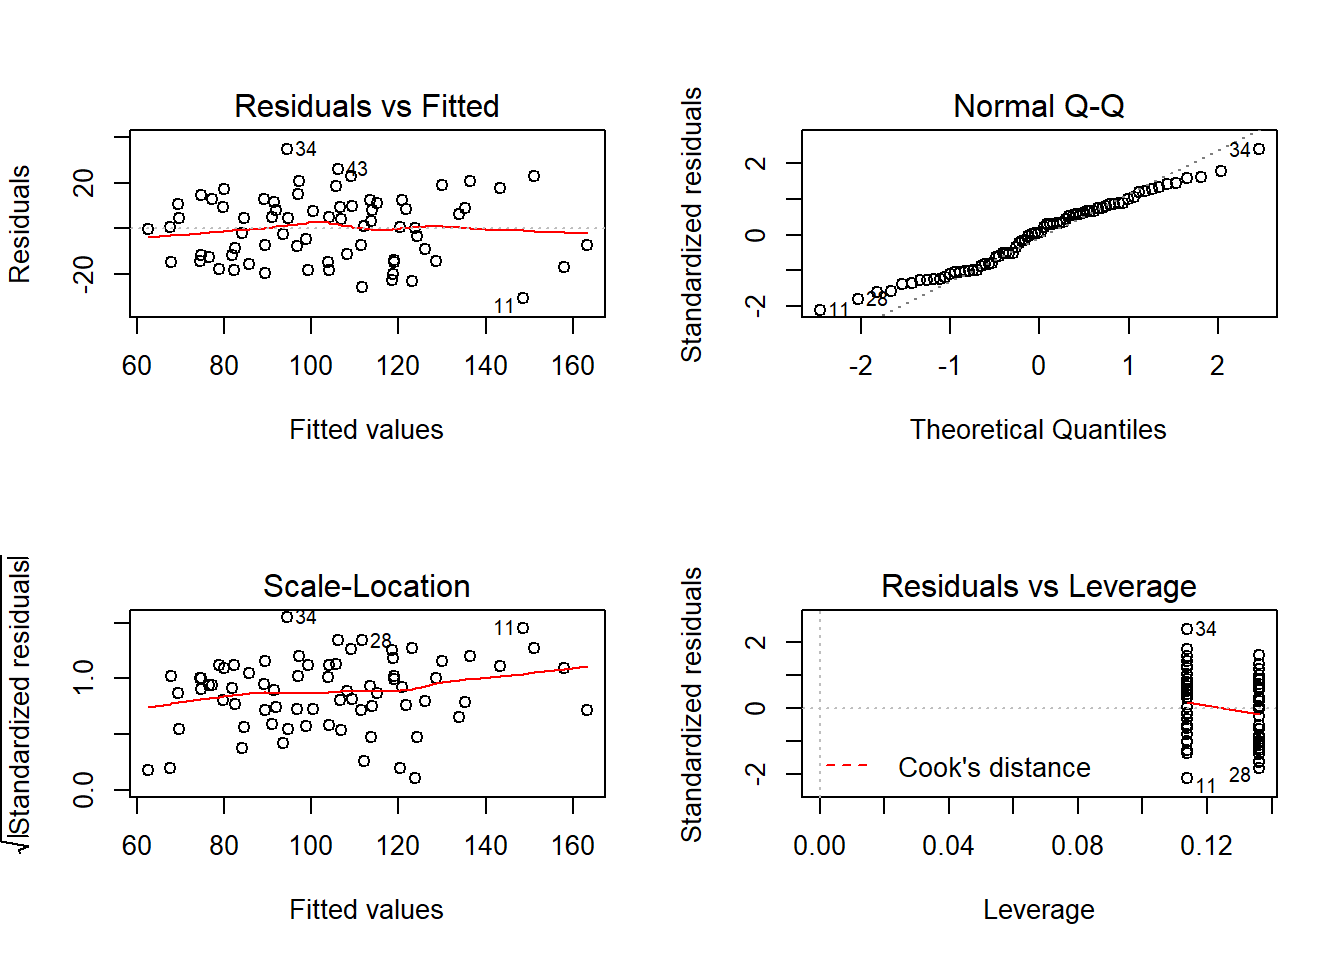 Residuals vs Fitted
Residuals
20
-20
34
43
11
60 80 100 120 140 160
Fitted values
Normal Q-Q
Standardized residuals
2
0
-2
34
28
11
-2 -1 0 1 2
Theoretical Quantiles
Scale-Location
√|Standardized residuals|
1.0
0.0
34
28
11
60 80 100 120 140 160
Fitted values
Residuals vs Leverage
Standardized residuals
2
0
-2
34
28
11
Cook's distance
0.00 0.04 0.08 0.12
Leverage